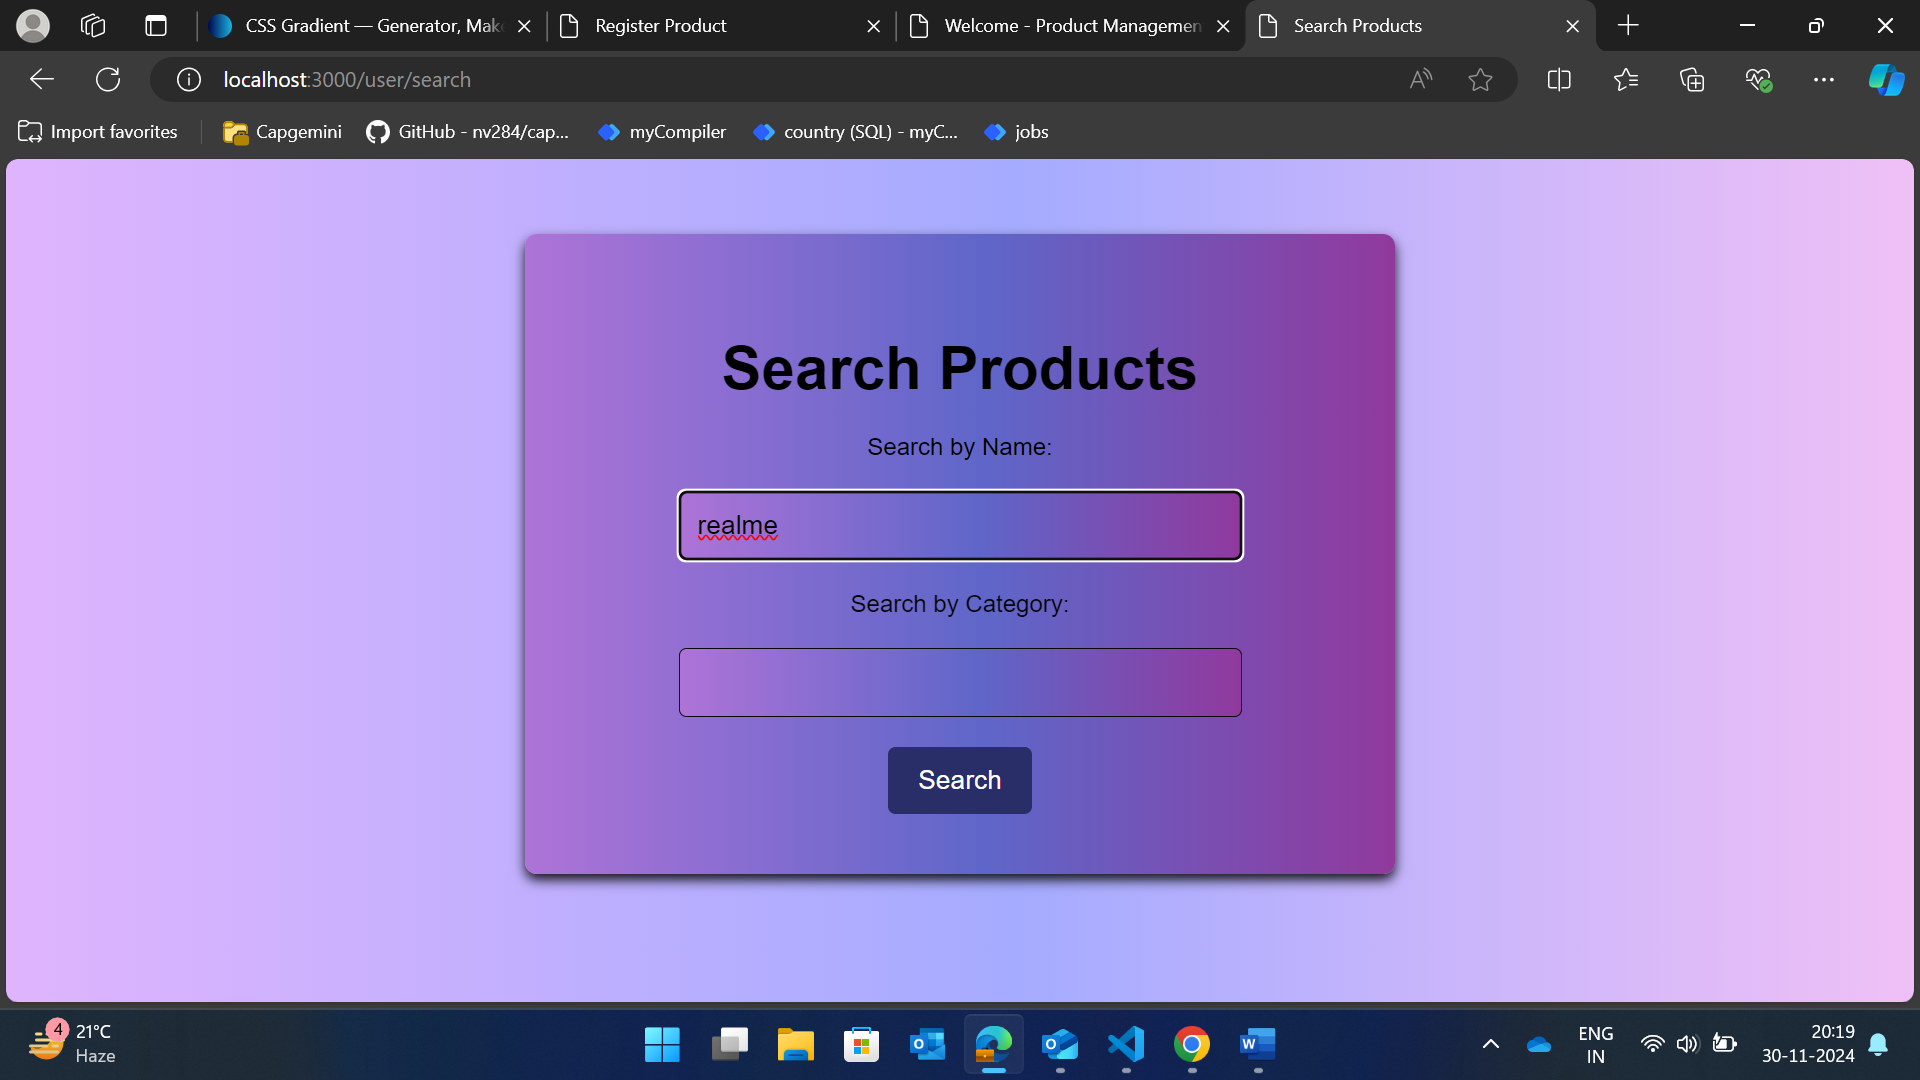 CSS Gradient — Generator, Mak
Register Product
Welcome - Product Managemen
Search Products
localhost:3000/user/search
Import favorites
Capgemini
GitHub - nv284/cap...
myCompiler
country (SQL) - myC...
jobs
Search Products
Search by Name:
realme
Search by Category:
Search
4
21°C
Haze
ENG
IN
20:19
30-11-2024